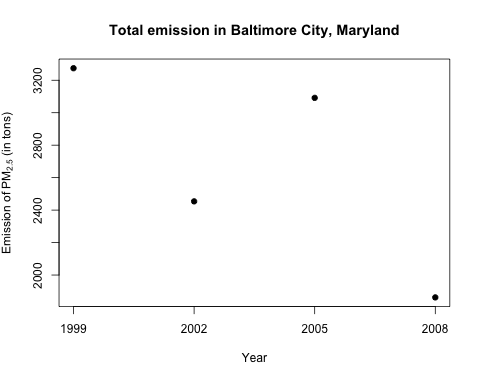 Total emission in Baltimore City, Maryland
Emission of PM2.5 (in tons)
3200
2800
2400
2000
1999 2002 2005 2008
Year